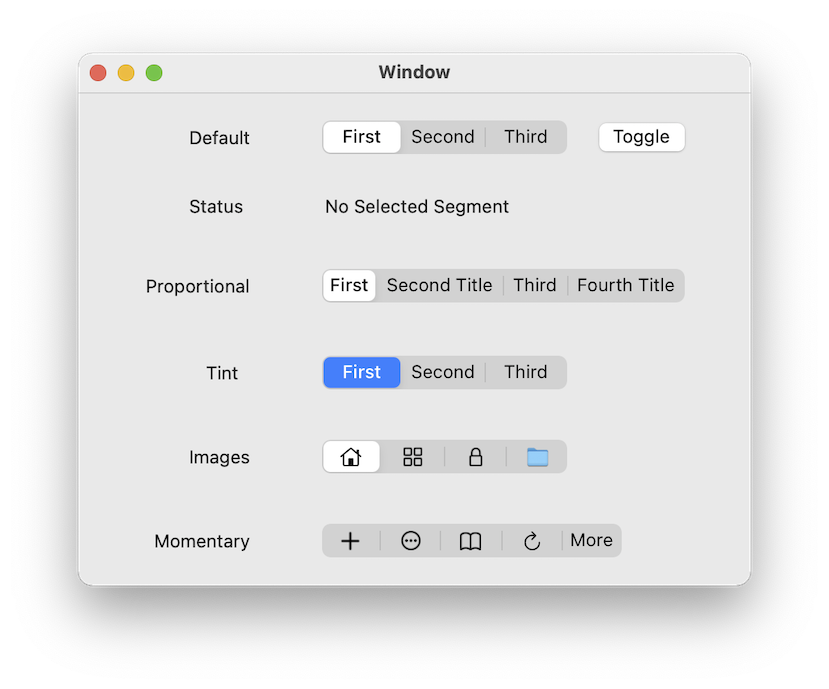 Window
Default First Second Third Toggle
Status No Selected Segment
Proportional First Second Title Third Fourth Title
Tint First Second Third
Images
Momentary More